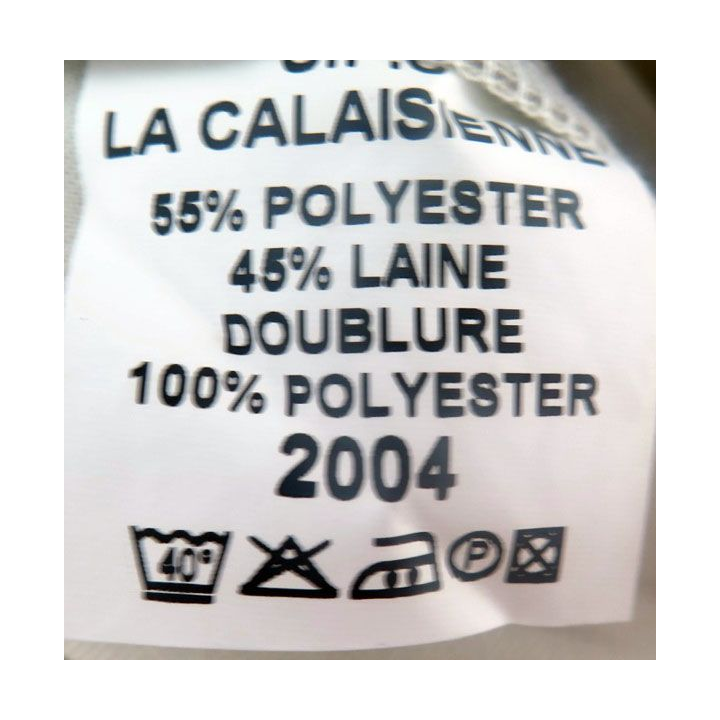 LA CALAISIENNE
55% POLYESTER
45% LAINE
DOUBLURE
100% POLYESTER
2004
40°
P